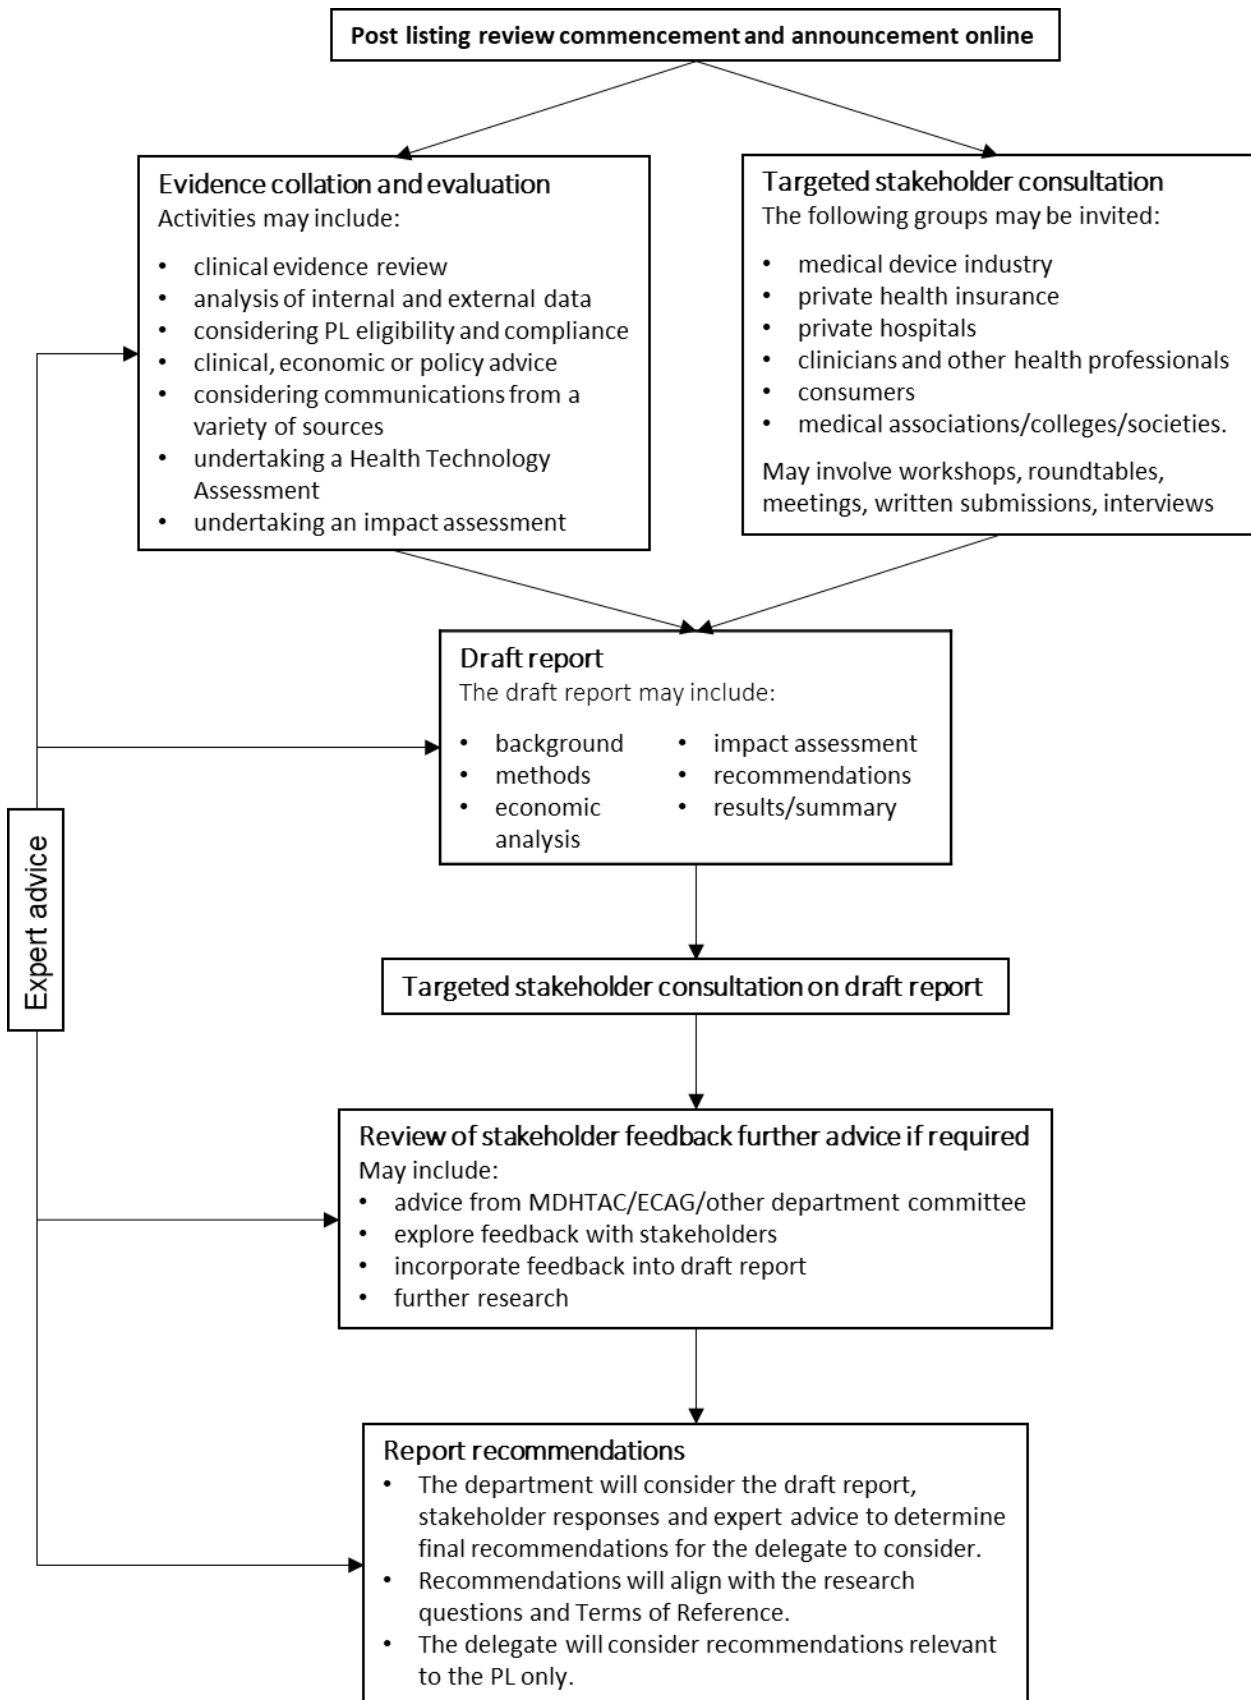 Post listing review commencement and announcement online
Evidence collation and evaluation
Activities may include:
• clinical evidence review
• analysis of internal and external data
• considering PL eligibility and compliance
• clinical, economic or policy advice
• considering communications from a
variety of sources
• undertaking a Health Technology
Assessment
• undertaking an impact assessment
Targeted stakeholder consultation
The following groups may be invited:
• medical device industry
• private health insurance
• private hospitals
• clinicians and other health professionals
• consumers
• medical associations/colleges/societies.
May involve workshops, roundtables,
meetings, written submissions, interviews
Draft report
The draft report may include:
• background
• methods
• economic
analysis
• impact assessment
• recommendations
• results/summary
Expert advice
Targeted stakeholder consultation on draft report
Review of stakeholder feedback further advice if required
May include:
• advice from MDHTAC/ECAG/other department committee
• explore feedback with stakeholders
• incorporate feedback into draft report
• further research
Report recommendations
• The department will consider the draft report,
stakeholder responses and expert advice to determine
final recommendations for the delegate to consider.
• Recommendations will align with the research
questions and Terms of Reference.
• The delegate will consider recommendations relevant
to the PL only.